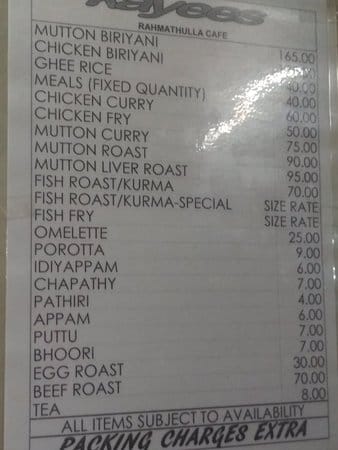 Rayees
RAHMATHULLA CAFE
MUTTON BIRIYANI 165.00
CHICKEN BIRIYANI
GHEE RICE 40.00
MEALS (FIXED QUANTITY) 40.00
CHICKEN CURRY 60.00
CHICKEN FRY 50.00
MUTTON CURRY 75.00
MUTTON ROAST 90.00
MUTTON LIVER ROAST 95.00
FISH ROAST/KURMA 70.00
FISH ROAST/KURMA-SPECIAL SIZE RATE
FISH FRY SIZE RATE
OMELETTE 25.00
POROTTA 9.00
IDIYAPPAM 6.00
CHAPATHY 7.00
PATHIRI 4.00
APPAM 6.00
PUTTU 7.00
BHOORI 7.00
EGG ROAST 30.00
BEEF ROAST 70.00
TEA 8.00
ALL ITEMS SUBJECT TO AVAILABILITY
PACKING CHARGES EXTRA